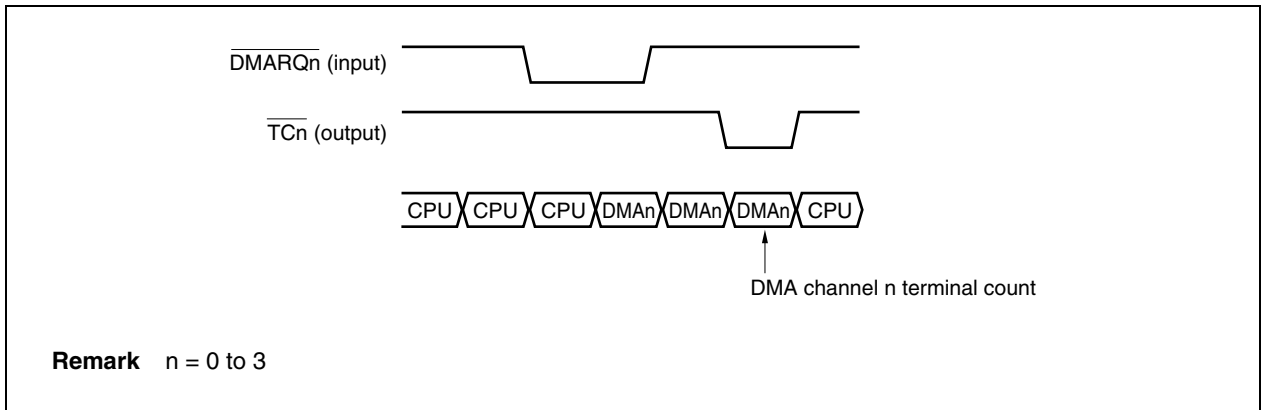 DMARQn (input)
TCn (output)
CPU CPU CPU DMAn DMAn DMAn CPU
DMA channel n terminal count
Remark n = 0 to 3